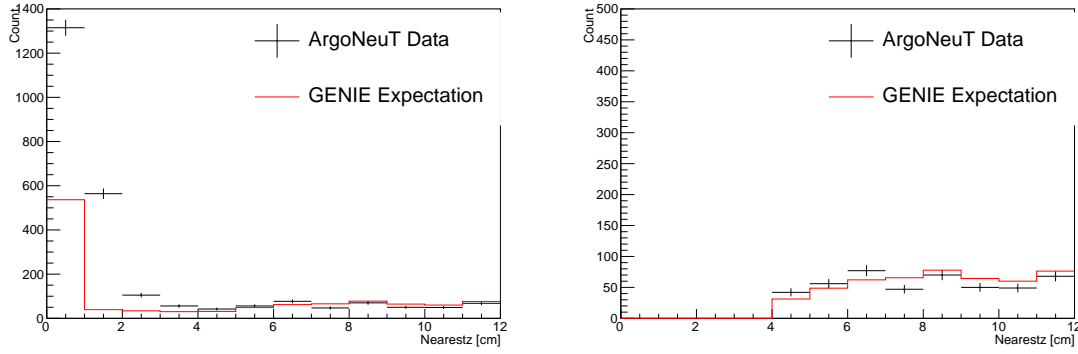 1400
1200
1000
800
600
400
200
0
Count
ArgoNeuT Data
GENIE Expectation
0 2 4 6 8 10 12
Nearestz [cm]
500
450
400
350
300
250
200
150
100
50
0
Count
ArgoNeuT Data
GENIE Expectation
0 2 4 6 8 10 12
Nearestz [cm]